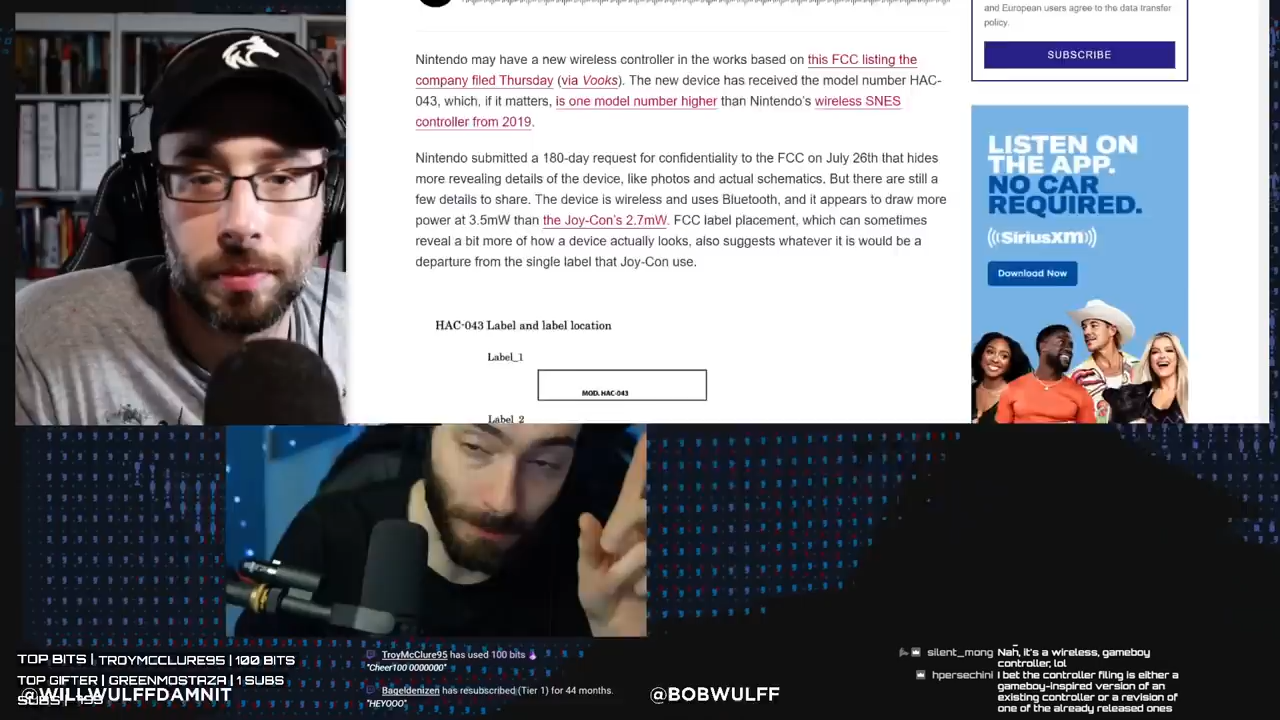 and European users agree to the data transfer
policy.
SUBSCRIBE
Nintendo may have a new wireless controller in the works based on this FCC listing the
company filed Thursday (via Vooks). The new device has received the model number HAC-
043, which, if it matters, is one model number higher than Nintendo's wireless SNES
controller from 2019.
Nintendo submitted a 180-day request for confidentiality to the FCC on July 26th that hides
more revealing details of the device, like photos and actual schematics. But there are still a
few details to share. The device is wireless and uses Bluetooth, and it appears to draw more
power at 3.5mW than the Joy-Con's 2.7mW. FCC label placement, which can sometimes
reveal a bit more of how a device actually looks, also suggests whatever it is would be a
departure from the single label that Joy-Con use.
HAC-043 Label and label location
Label_1
MOD. HAC-043
Label_2
LISTEN ON
THE APP.
NO CAR
REQUIRED.
SiriusXM
Download Now
TOP BITS | TROYMCCLURE95 | 100 BITS
TOP GIFTER | GREENMOSTAZA | 1 SUBS
@WILLWULFFDAMNIT
SUBS | 193
TroyMcClure95 has used 100 bits
"Cheer100 0000000"
Bageldenizen has resubscribed (Tier 1) for 44 months.
"HEYOOO"
@BOBWULFF
silent_mong Nah, it's a wireless, gameboy
controller, lol
hpersechini I bet the controller filing is either a
gameboy-inspired version of an
existing controller or a revision of
one of the already released ones